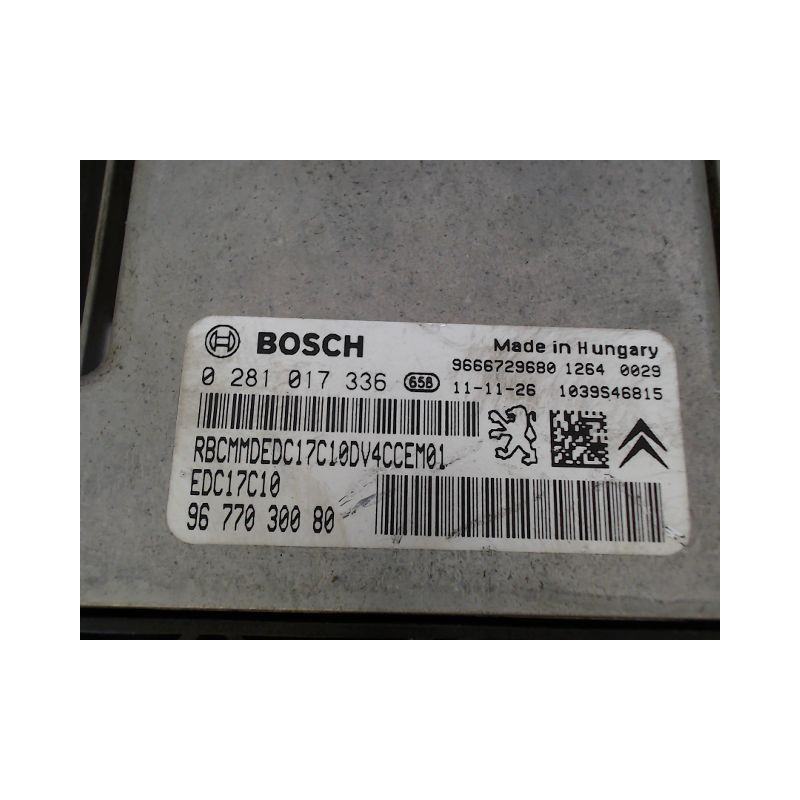 BOSCH
Made in Hungary
0 281 017 336 658
9666729680 1264 0029
11-11-26 1039S46815
RBCMMDEDC17C10DV4CCEM01
EDC17C10
96 770 300 80